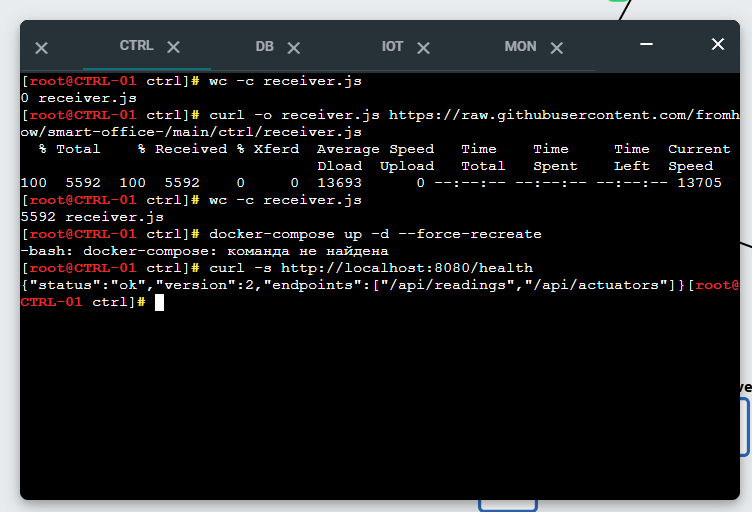 CTRL DB IOT MON
[root@CTRL-01 ctrl]# wc -c receiver.js
0 receiver.js
[root@CTRL-01 ctrl]# curl -o receiver.js https://raw.githubusercontent.com/fromh
ow/smart-office-/main/ctrl/receiver.js
  % Total    % Received % Xferd  Average Speed   Time    Time     Time  Current
                                 Dload  Upload   Total   Spent    Left  Speed
100  5592  100  5592    0     0  13693      0 --:--:-- --:--:-- --:--:-- 13705
[root@CTRL-01 ctrl]# wc -c receiver.js
5592 receiver.js
[root@CTRL-01 ctrl]# docker-compose up -d --force-recreate
-bash: docker-compose: команда не найдена
[root@CTRL-01 ctrl]# curl -s http://localhost:8080/health
{"status":"ok","version":2,"endpoints":["/api/readings","/api/actuators"]}[root@
CTRL-01 ctrl]#